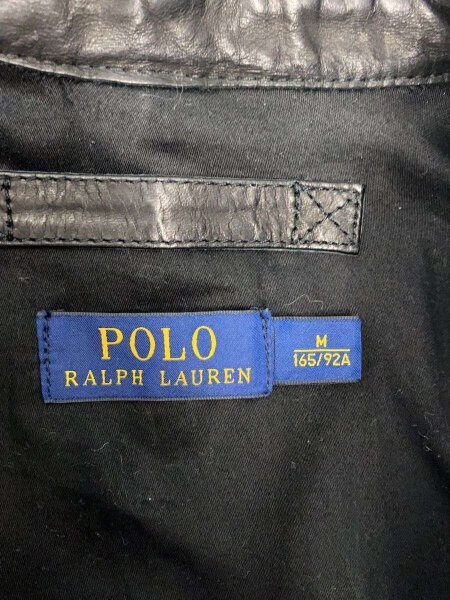 POLO
RALPH LAUREN
M
165/92A